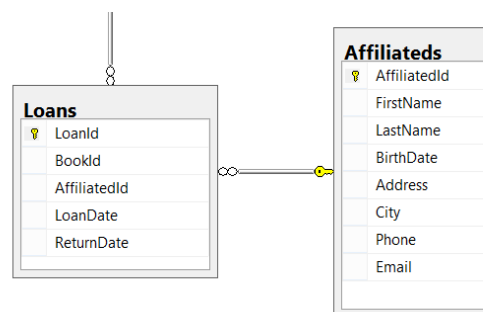 Loans
LoanId
BookId
AffiliatedId
LoanDate
ReturnDate
Affiliateds
AffiliatedId
FirstName
LastName
BirthDate
Address
City
Phone
Email